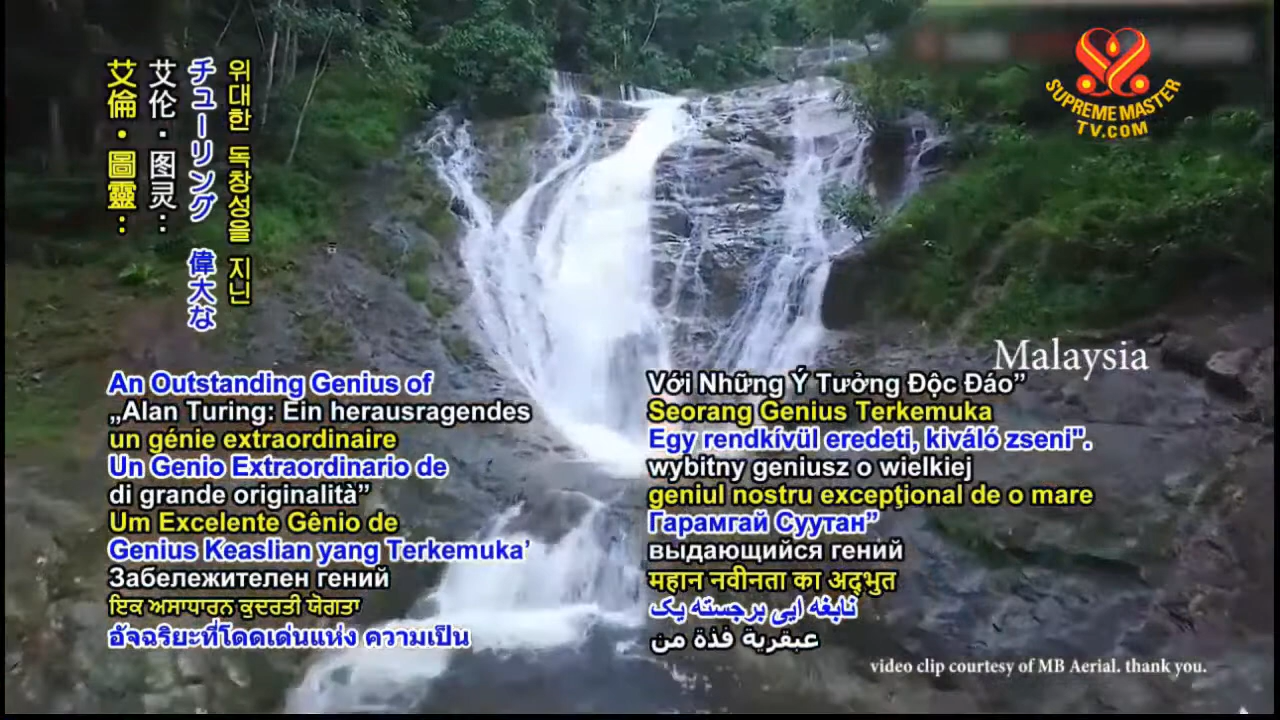 SUPREME MASTER
TV.COM
위대한 독창성을 지닌
チューリング 偉大な
艾伦·图灵：
艾倫·圖靈：
Malaysia
An Outstanding Genius of
„Alan Turing: Ein herausragendes
un génie extraordinaire
Un Genio Extraordinario de
di grande originalità”
Um Excelente Gênio de
Genius Keaslian yang Terkemuka’
Забележителен гений
ਇਕ ਅਸਾਧਾਰਨ ਕੁਦਰਤੀ ਯੋਗਤਾ
อัจฉริยะที่โดดเด่นแห่ง ความเป็น
Với Những Ý Tưởng Độc Đáo”
Seorang Genius Terkemuka
Egy rendkívül eredeti, kiváló zseni".
wybitny geniusz o wielkiej
geniul nostru excepţional de o mare
Гарамгай Суутан”
выдающийся гений
महान नवीनता का अद्भुत
نابغه ایی برجسته یک
عبقرية فذة من
video clip courtesy of MB Aerial. thank you.